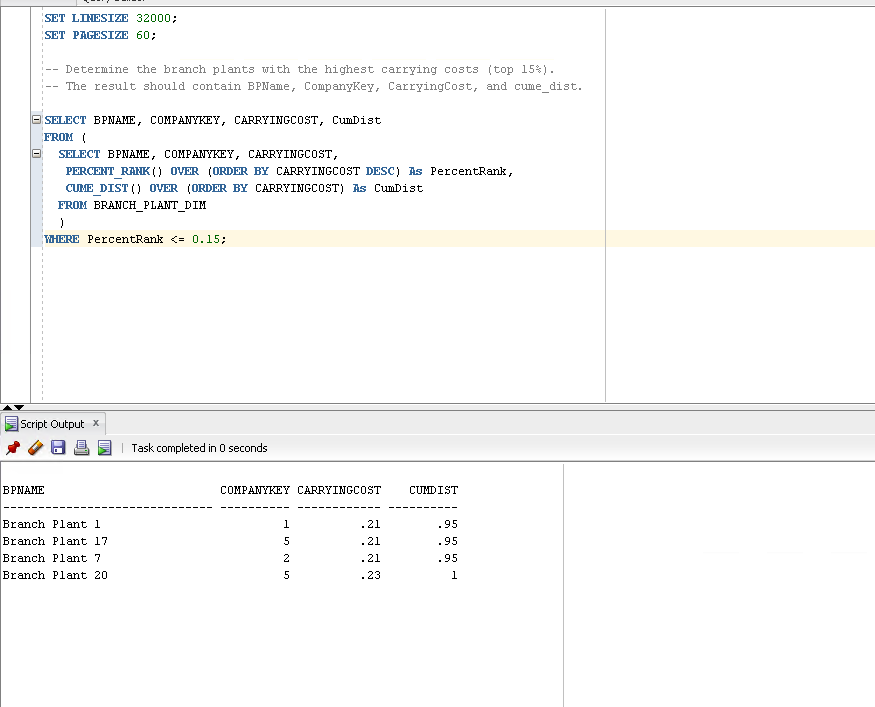 SET LINESIZE 32000;
SET PAGESIZE 60;
-- Determine the branch plants with the highest carrying costs (top 15%).
-- The result should contain BPName, CompanyKey, CarryingCost, and cume_dist.
SELECT BPNAME, COMPANYKEY, CARRYINGCOST, CumDist
FROM (
SELECT BPNAME, COMPANYKEY, CARRYINGCOST,
PERCENT_RANK() OVER (ORDER BY CARRYINGCOST DESC) As PercentRank,
CUME_DIST() OVER (ORDER BY CARRYINGCOST) As CumDist
FROM BRANCH_PLANT_DIM
)
WHERE PercentRank <= 0.15;
Script Output x
Task completed in 0 seconds
BPNAME COMPANYKEY CARRYINGCOST CUMDIST
------------------------------ ---------- ------------ ----------
Branch Plant 1 1 .21 .95
Branch Plant 17 5 .21 .95
Branch Plant 7 2 .21 .95
Branch Plant 20 5 .23 1